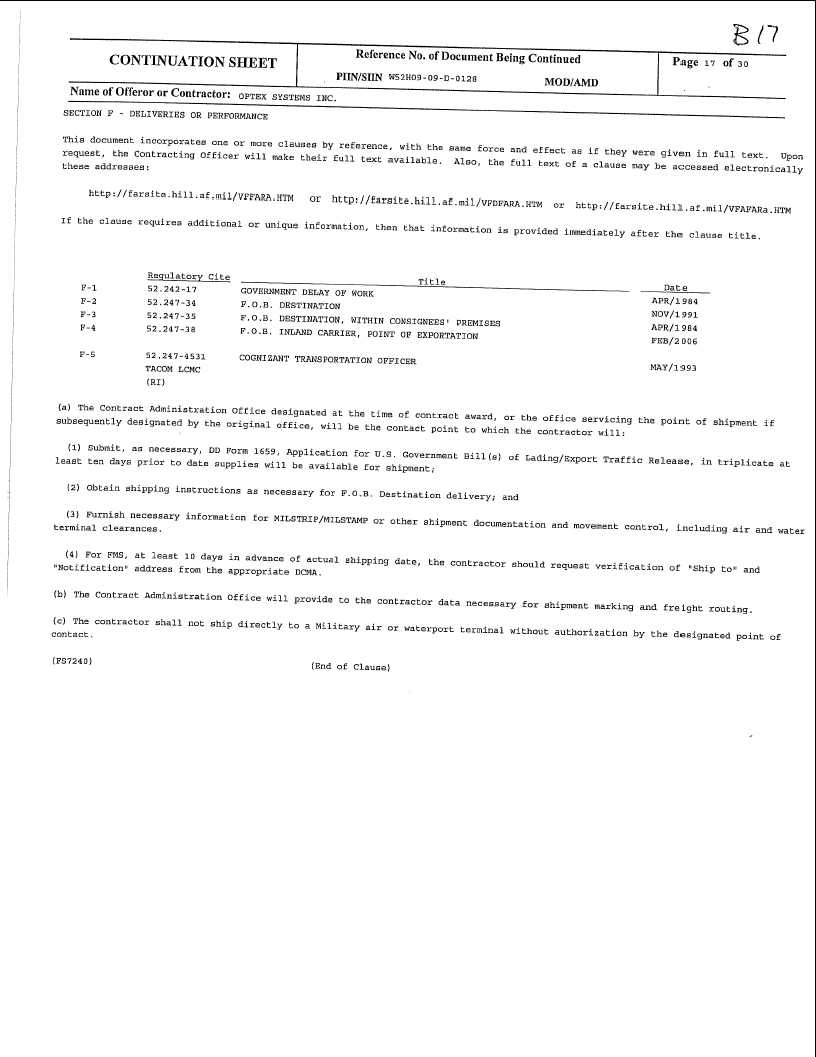 B17
CONTINUATION SHEET
Reference No. of Document Being Continued
PIIN/SIIN W52H09-09-D-0128 MOD/AMD
Page 17 of 30
Name of Offeror or Contractor: OPTEX SYSTEMS INC.
SECTION F - DELIVERIES OR PERFORMANCE
This document incorporates one or more clauses by reference, with the same force and effect as if they were given in full text. Upon
request, the Contracting Officer will make their full text available. Also, the full text of a clause may be accessed electronically
these addresses:
http://farsite.hill.af.mil/VFFARA.HTM or http://farsite.hill.af.mil/VFDFARA.HTM or http://farsite.hill.af.mil/VFAFARa.HTM
If the clause requires additional or unique information, then that information is provided immediately after the clause title.
Regulatory Cite Title Date
F-1 52.242-17 GOVERNMENT DELAY OF WORK APR/1984
F-2 52.247-34 F.O.B. DESTINATION NOV/1991
F-3 52.247-35 F.O.B. DESTINATION, WITHIN CONSIGNEES' PREMISES APR/1984
F-4 52.247-38 F.O.B. INLAND CARRIER, POINT OF EXPORTATION FEB/2006
F-5 52.247-4531 COGNIZANT TRANSPORTATION OFFICER MAY/1993
TACOM LCMC
(RI)
(a) The Contract Administration Office designated at the time of contract award, or the office servicing the point of shipment if
subsequently designated by the original office, will be the contact point to which the contractor will:
(1) Submit, as necessary, DD Form 1659, Application for U.S. Government Bill(s) of Lading/Export Traffic Release, in triplicate at
least ten days prior to date supplies will be available for shipment;
(2) Obtain shipping instructions as necessary for F.O.B. Destination delivery; and
(3) Furnish necessary information for MILSTRIP/MILSTAMP or other shipment documentation and movement control, including air and water
terminal clearances.
(4) For FMS, at least 10 days in advance of actual shipping date, the contractor should request verification of "Ship to" and
"Notification" address from the appropriate DCMA.
(b) The Contract Administration Office will provide to the contractor data necessary for shipment marking and freight routing.
(c) The contractor shall not ship directly to a Military air or waterport terminal without authorization by the designated point of
contact.
(FS7240)
(End of Clause)